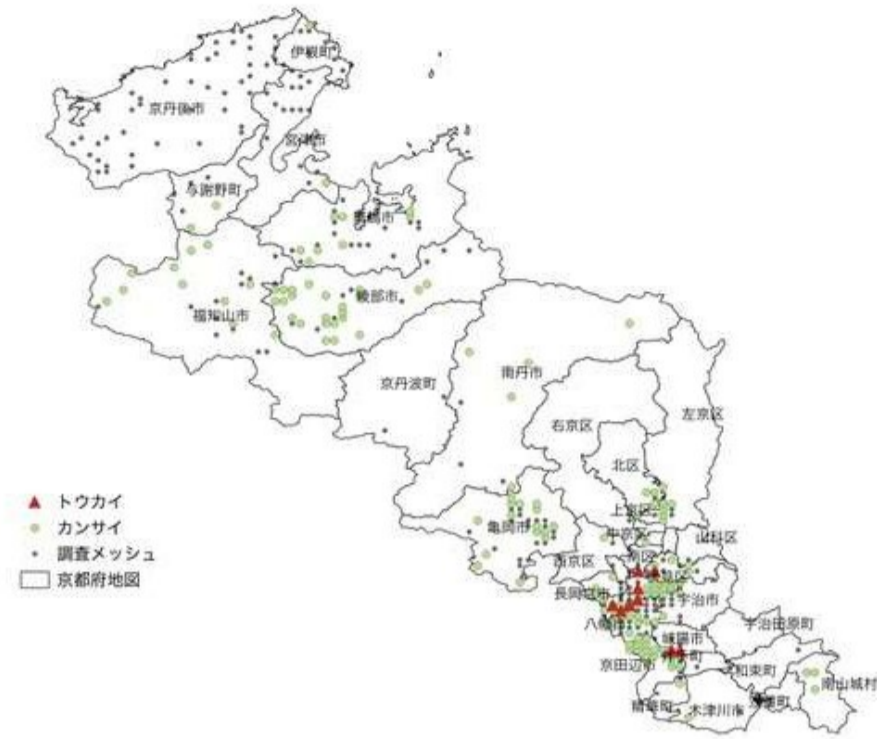 伊根町
京丹後市
宮津市
与謝野町
舞鶴市
綾部市
福知山市
京丹波町
南丹市
左京区
右京区
北区
上京区
亀岡市
中京区
山科区
南区
西京区
長岡京市
宇治市
八幡市
宇治田原町
城陽市
京田辺市
和束町
南山城村
精華町
木津川市
トウカイ
カンサイ
調査メッシュ
京都府地図